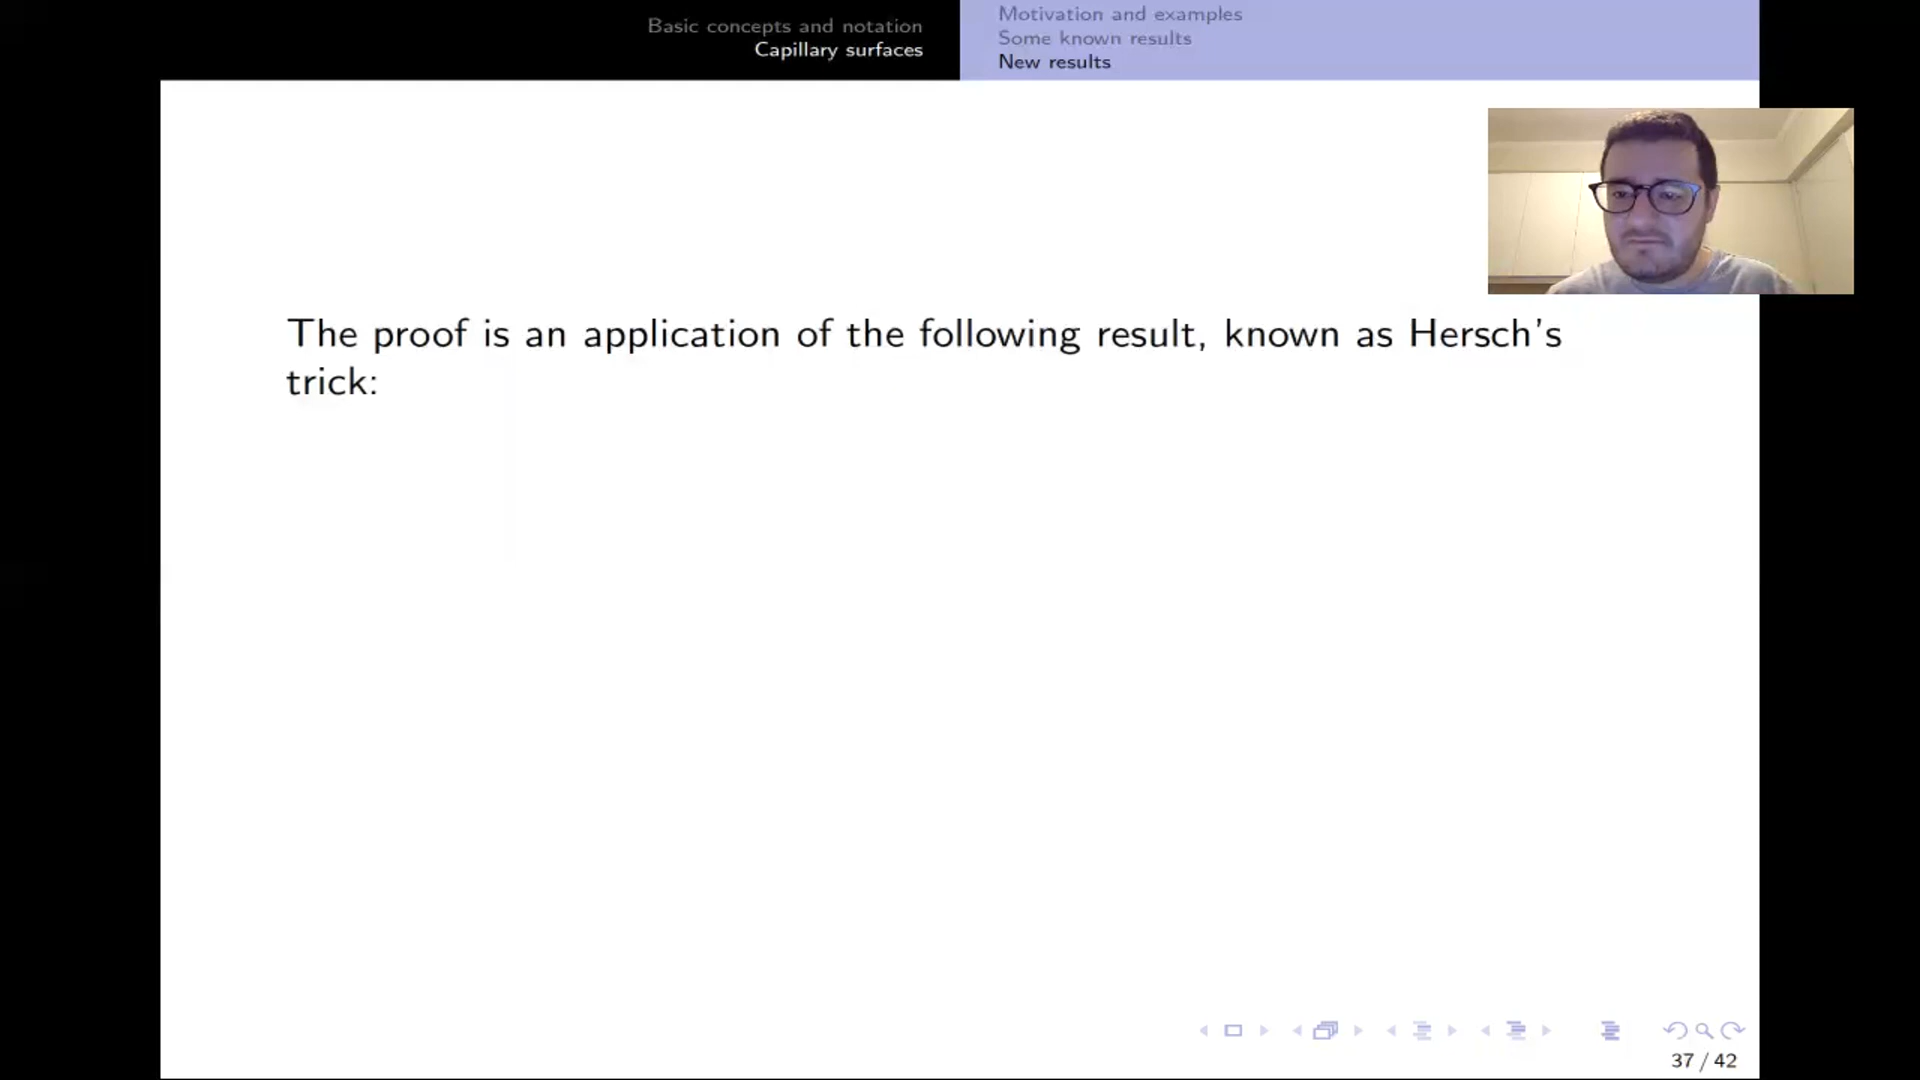 Basic concepts and notation
Capillary surfaces
Motivation and examples
Some known results
New results
The proof is an application of the following result, known as Hersch's
trick:
37 / 42